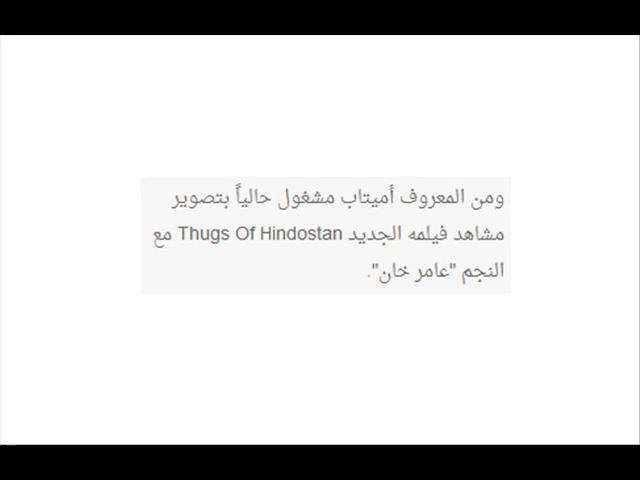 ومن المعروف أميتاب مشغول حالياً بتصوير
مشاهد فيلمه الجديد Thugs Of Hindostan مع
النجم "عامر خان".